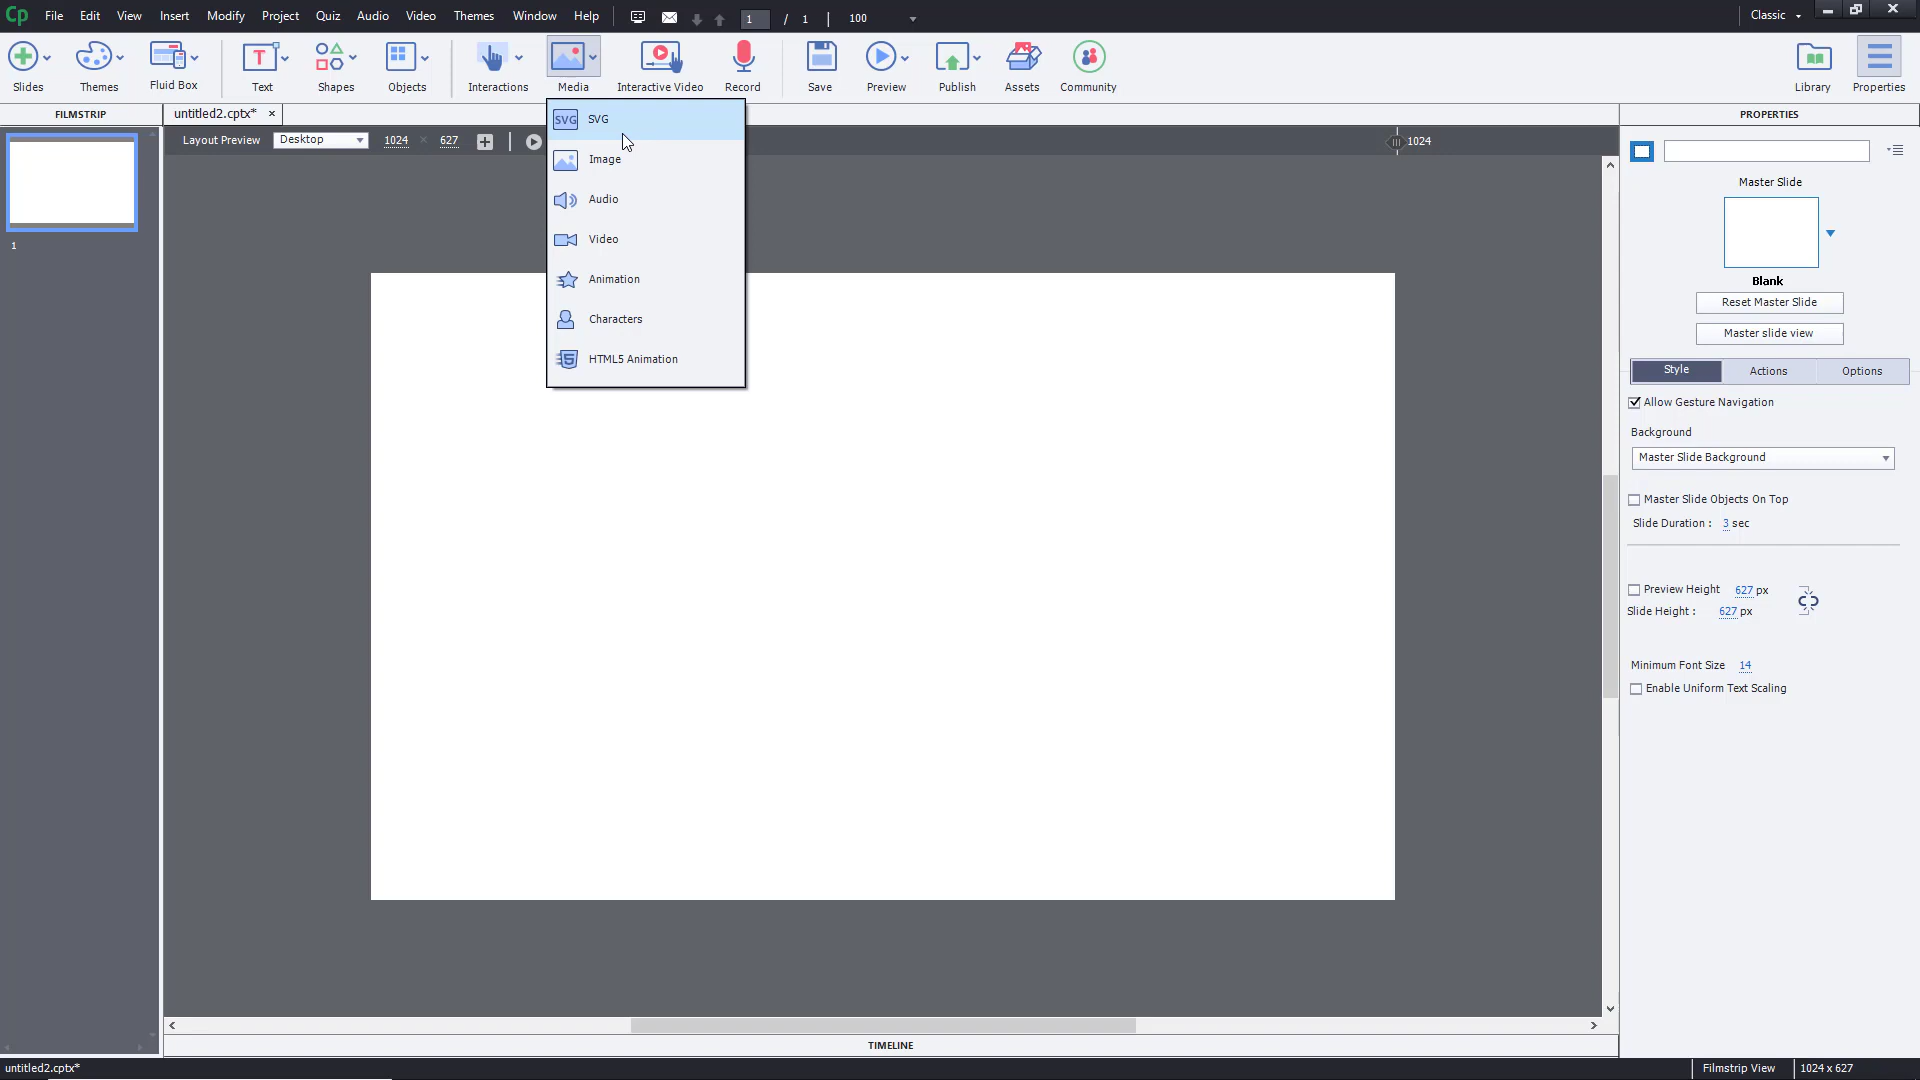 Cp File Edit View Insert Modify Project Quiz Audio Video Themes Window Help 1 / 1 100 Classic
Slides Themes Fluid Box Text Shapes Objects Interactions Media Interactive Video Record Save Preview Publish Assets Community Library Properties
FILMSTRIP untitled2.cptx* × PROPERTIES
Layout Preview Desktop 1024 × 627 1024
SVG SVG
Image
Audio
Video
Animation
Characters
5 HTML5 Animation
1
Master Slide
Blank
Reset Master Slide
Master slide view
Style Actions Options
Allow Gesture Navigation
Background
Master Slide Background
Master Slide Objects On Top
Slide Duration : 3 sec
Preview Height 627 px
Slide Height : 627 px
Minimum Font Size 14
Enable Uniform Text Scaling
TIMELINE
untitled2.cptx* Filmstrip View 1024 x 627